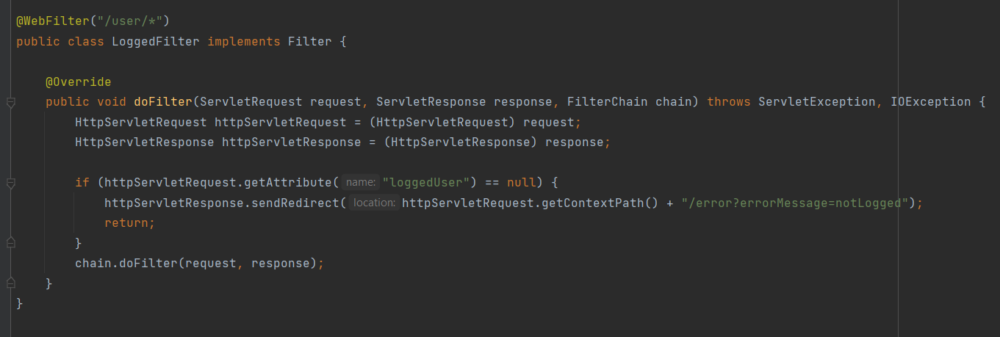 @WebFilter("/user/*")
public class LoggedFilter implements Filter {
@Override
public void doFilter(ServletRequest request, ServletResponse response, FilterChain chain) throws ServletException, IOException {
HttpServletRequest httpServletRequest = (HttpServletRequest) request;
HttpServletResponse httpServletResponse = (HttpServletResponse) response;
if (httpServletRequest.getAttribute( name: "loggedUser") == null) {
httpServletResponse.sendRedirect( location: httpServletRequest.getContextPath() + "/error?errorMessage=notLogged");
return;
}
chain.doFilter(request, response);
}
}